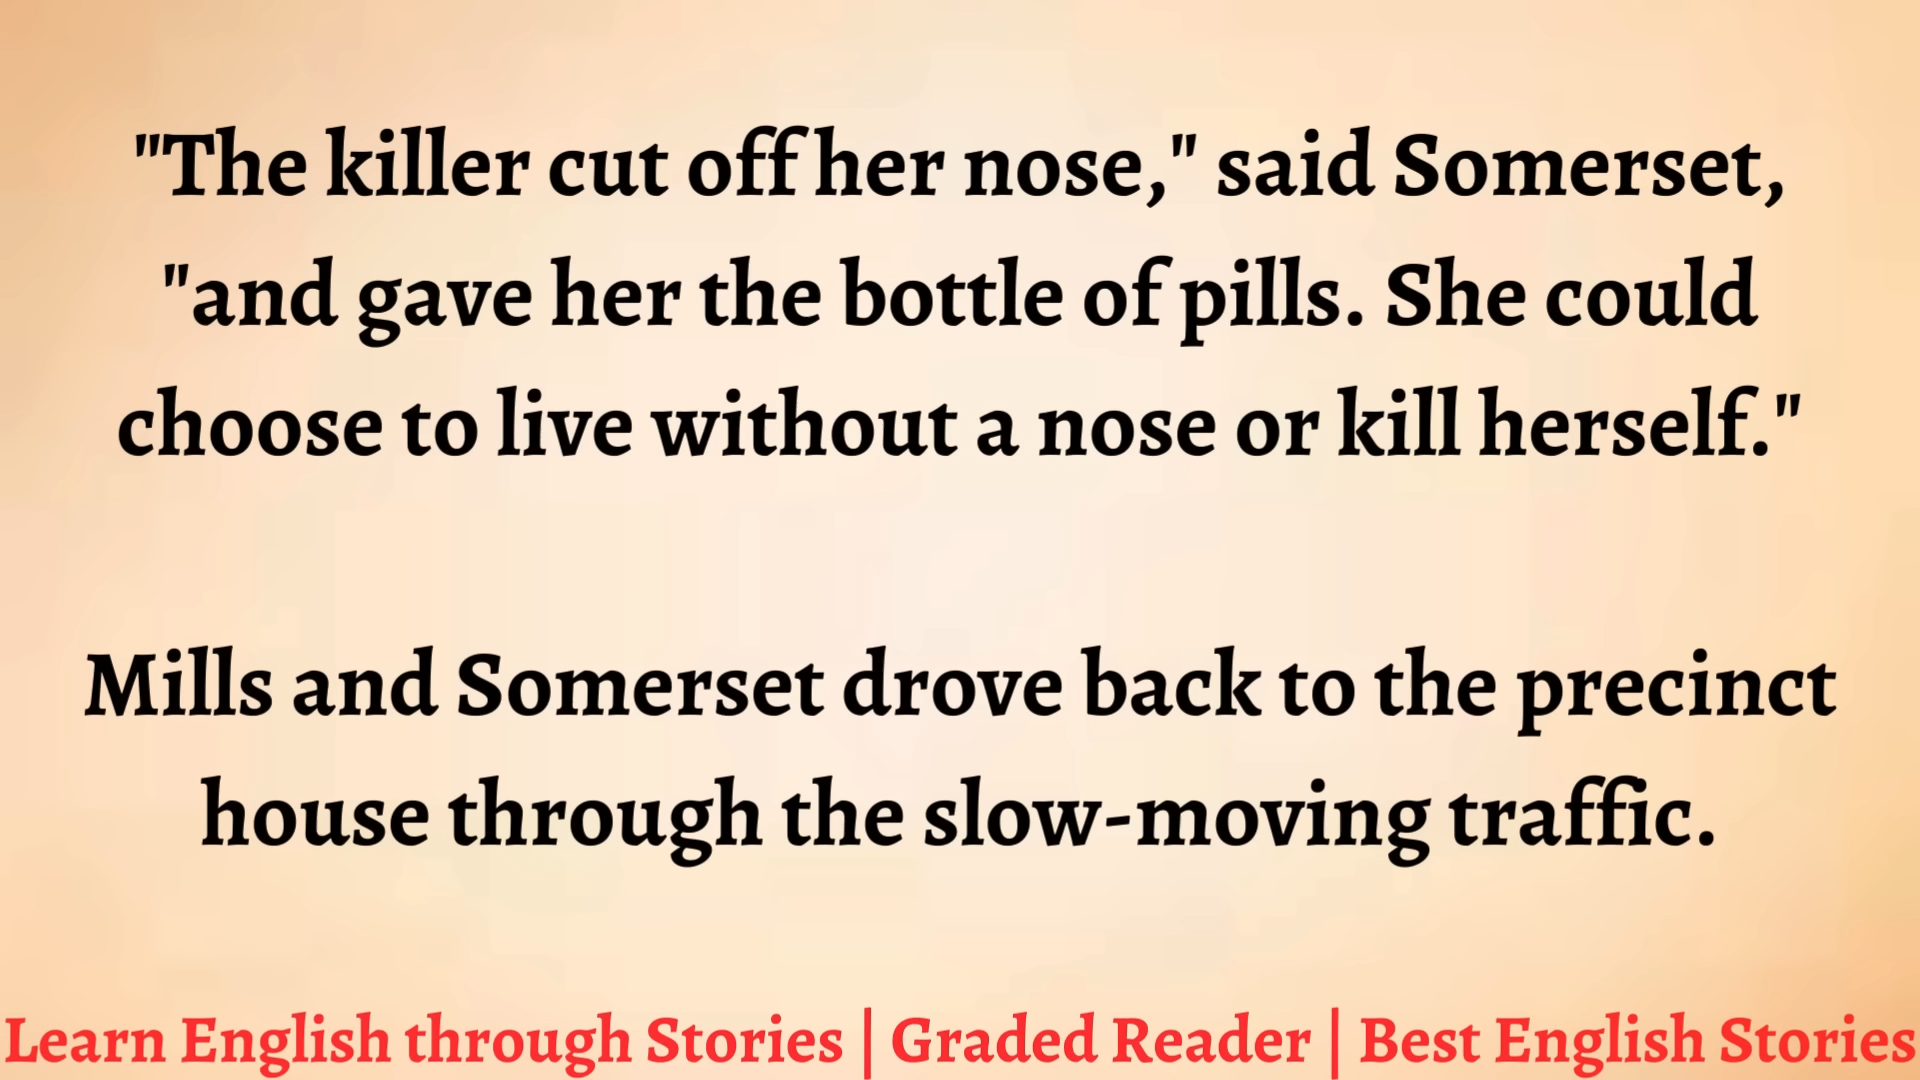 "The killer cut off her nose," said Somerset,
"and gave her the bottle of pills. She could
choose to live without a nose or kill herself."
Mills and Somerset drove back to the precinct
house through the slow-moving traffic.
Learn English through Stories | Graded Reader | Best English Stories